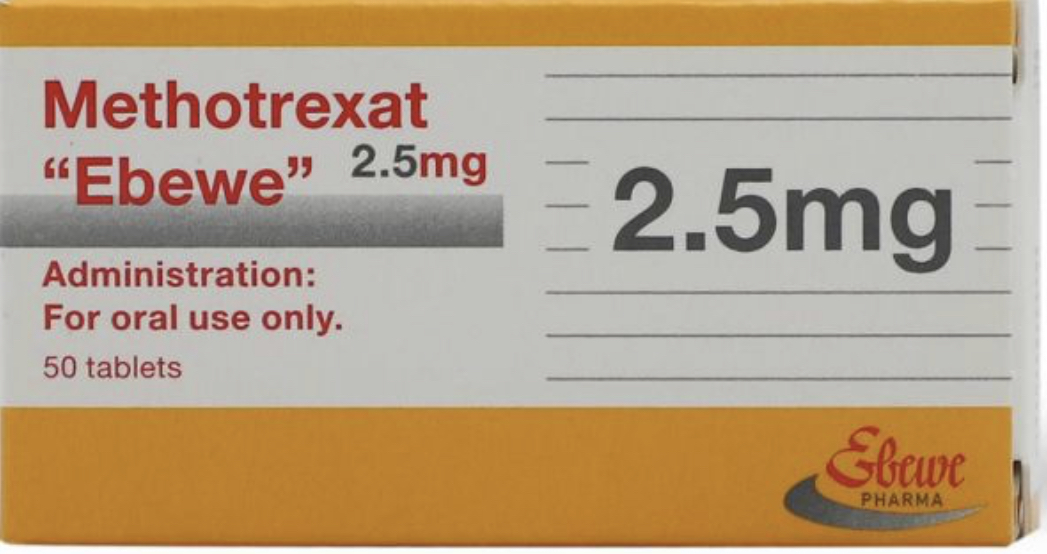 Methotrexat
“Ebewe” 2.5mg
2.5mg
Administration:
For oral use only.
50 tablets
Ebewe
PHARMA